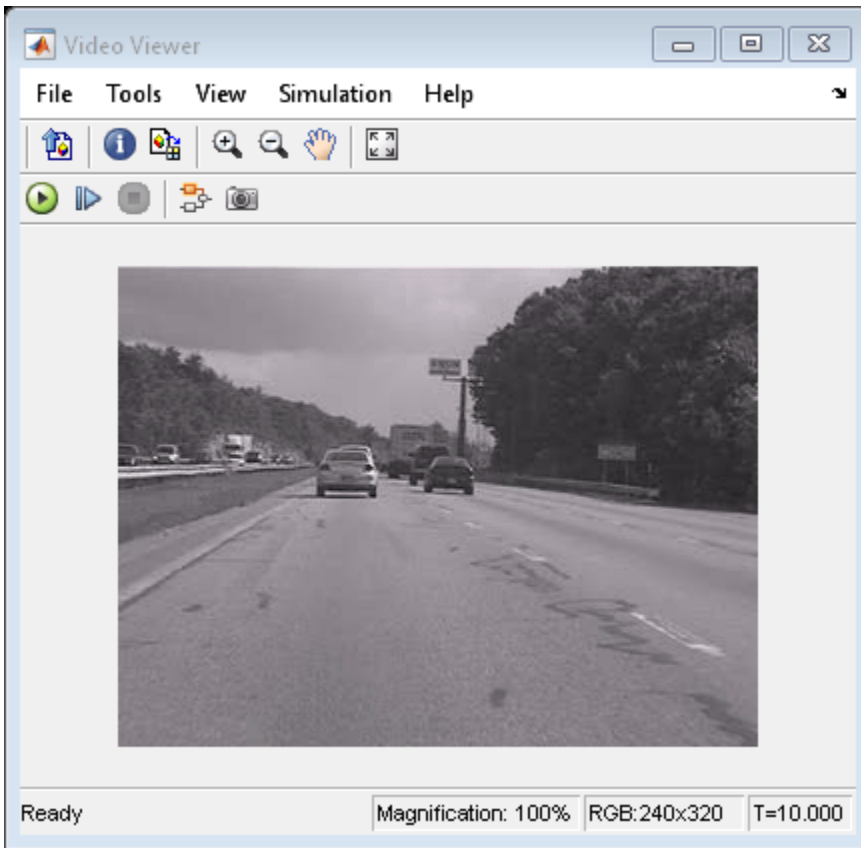 Video Viewer
File Tools View Simulation Help
Ready Magnification: 100% RGB:240x320 T=10.000